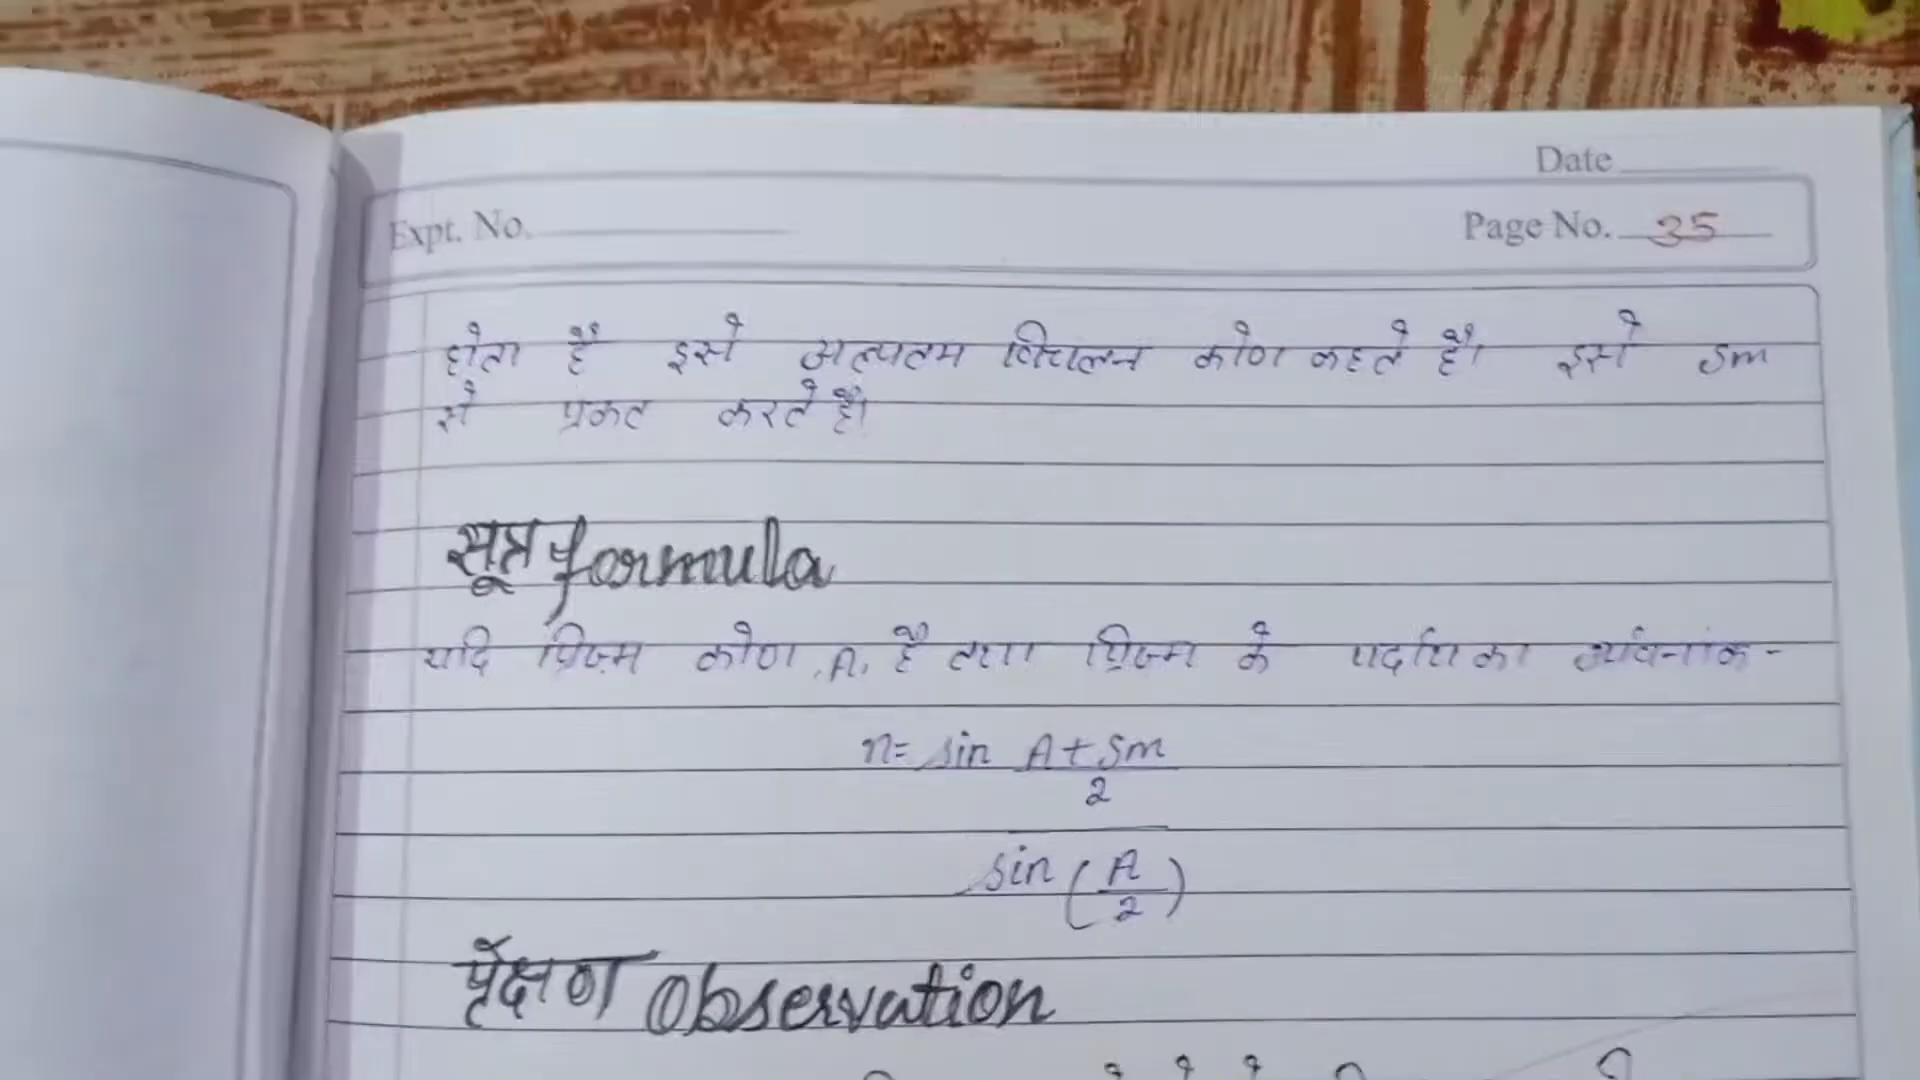 Date
Expt. No.
Page No. 35
होता है इसे अल्पतम विचलन कोण कहते है। इसे δm
से प्रकट करते है।
सूत्र formula
यदि प्रिज्म कोण A, है तथा प्रिज्म के पर्दाथ का अपवर्तनांक -
n= sin A+δm
2
sin (A/2)
प्रेक्षण Observation